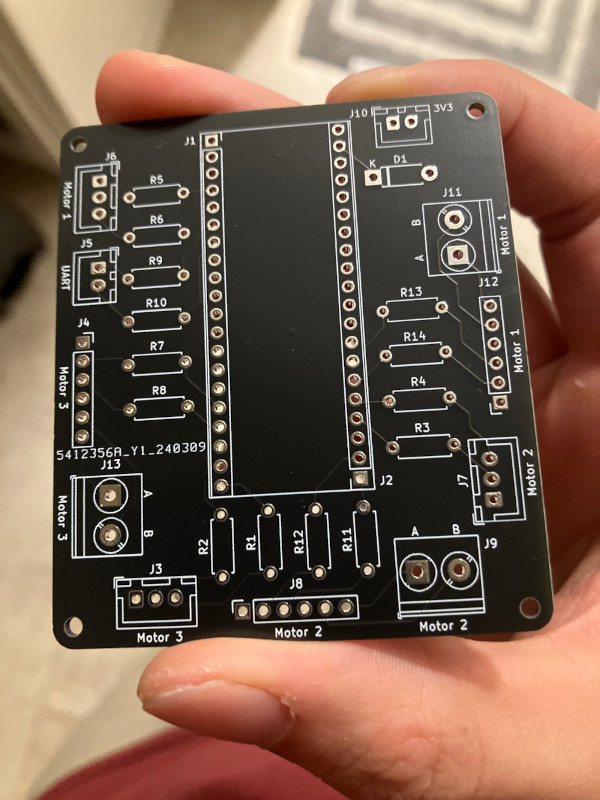 J10
3V3
J1
J6
K
D1
Motor 1
R5
J11
B
A
Motor 1
R6
J5
UART
R9
J12
R13
R10
Motor 1
J4
R14
R7
Motor 3
R4
R8
R3
5412356A_Y1_240309
J13
J7
Motor 2
J2
A
B
Motor 3
R2
R1
R12
R11
A
B
J9
J3
J8
Motor 3
Motor 2
Motor 2